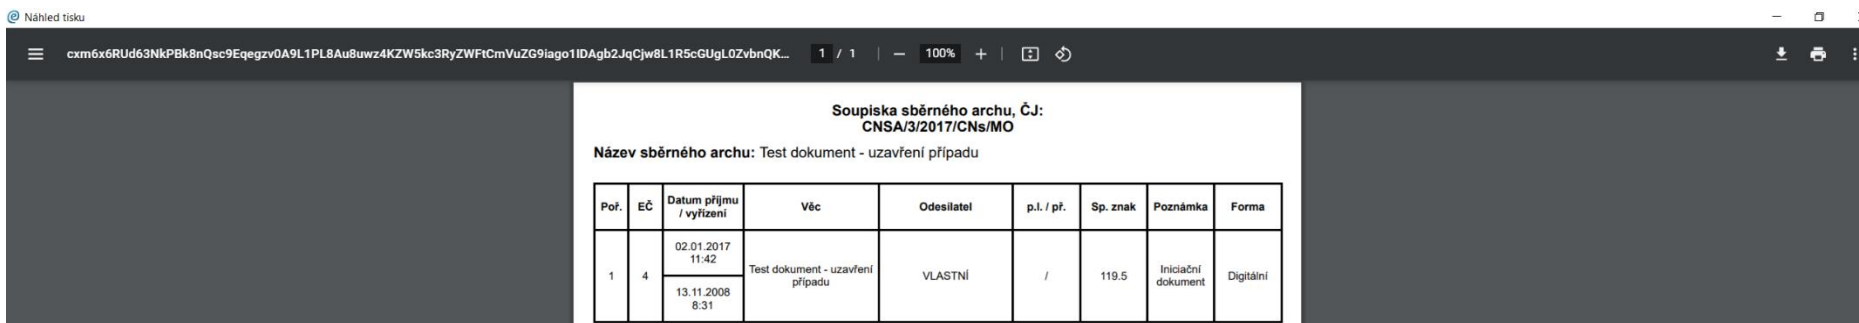 Náhled tisku
cxm6x6RUd63NkPBk8nQsc9Eqegzv0A9L1PL8Au8uwz4KZW5kc3RyZWFtCmVuZG9iago1IDAgb2JqCjw8L1R5cGUgL0ZvbnQK... 1 / 1 | − 100% + |
Soupiska sběrného archu, ČJ:
CNSA/3/2017/CNs/MO
Název sběrného archu: Test dokument - uzavření případu
Poř. EČ Datum příjmu / vyřízení Věc Odesilatel p.l. / př. Sp. znak Poznámka Forma
1 4 02.01.2017 11:42 Test dokument - uzavření případu VLASTNÍ / 119.5 Iniciační dokument Digitální
13.11.2008 8:31